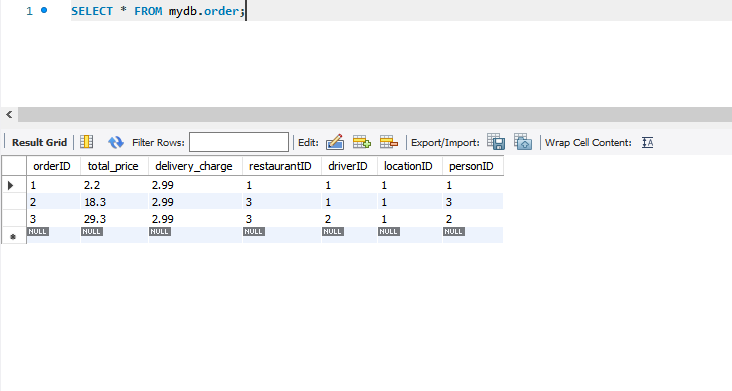 1 SELECT * FROM mydb.order;
Result Grid Filter Rows: Edit: Export/Import: Wrap Cell Content: IA
orderID total_price delivery_charge restaurantID driverID locationID personID
1 2.2 2.99 1 1 1 1
2 18.3 2.99 3 1 1 3
3 29.3 2.99 3 2 1 2
NULL NULL NULL NULL NULL NULL NULL